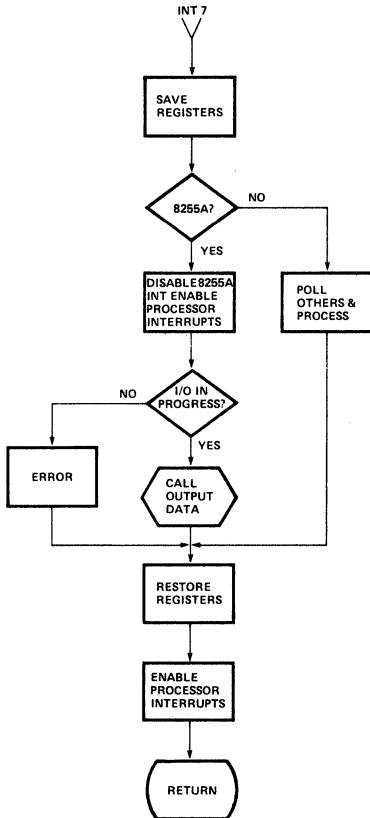 INT 7
SAVE
REGISTERS
8255A?
NO
YES
DISABLE 8255A
INT ENABLE
PROCESSOR
INTERRUPTS
POLL
OTHERS &
PROCESS
I/O IN
PROGRESS?
NO
YES
ERROR
CALL
OUTPUT
DATA
RESTORE
REGISTERS
ENABLE
PROCESSOR
INTERRUPTS
RETURN